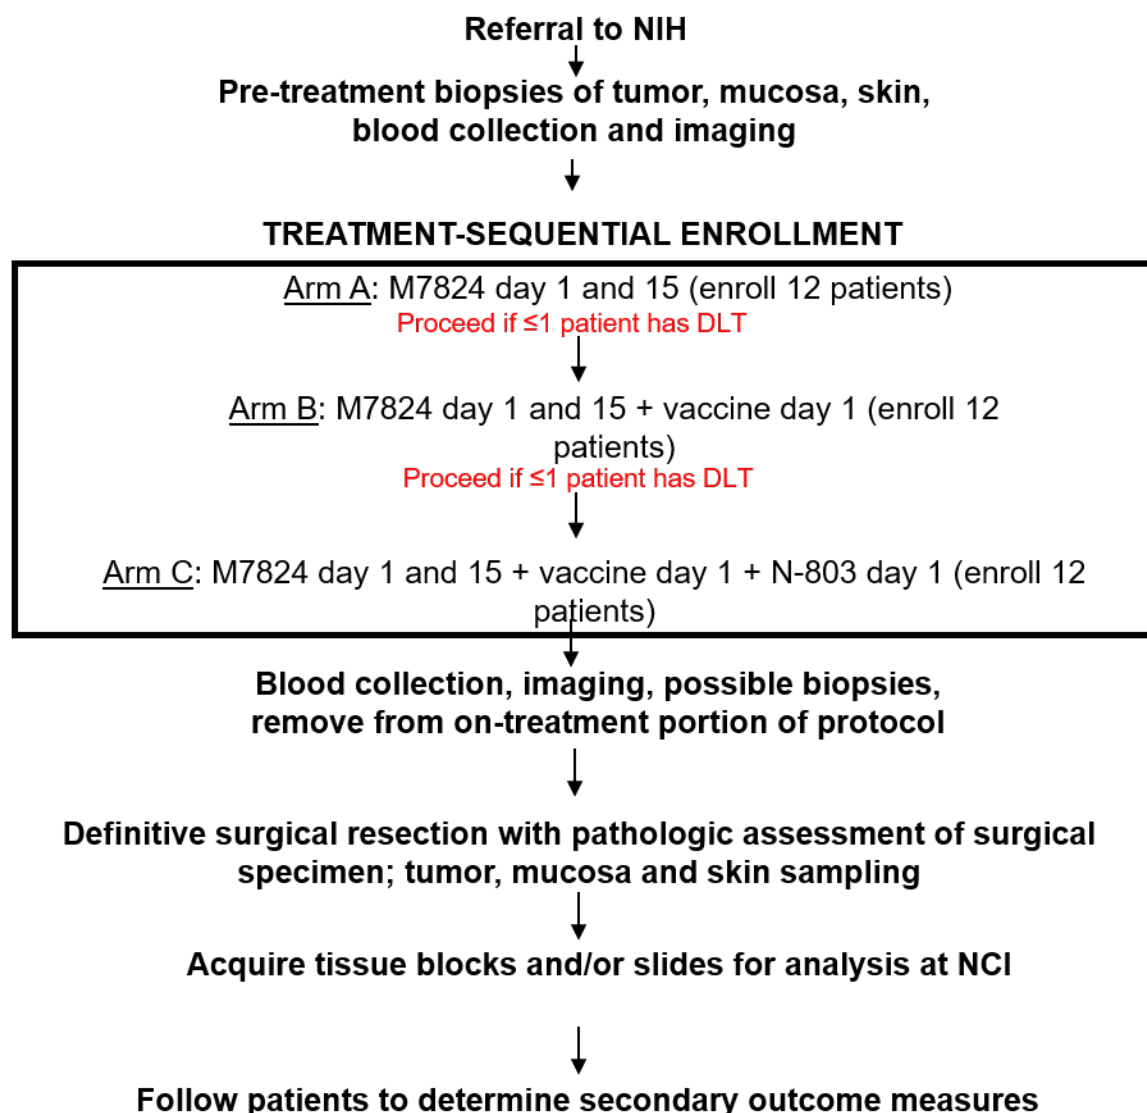 Referral to NIH
Pre-treatment biopsies of tumor, mucosa, skin,
blood collection and imaging
TREATMENT-SEQUENTIAL ENROLLMENT
Arm A: M7824 day 1 and 15 (enroll 12 patients)
Proceed if ≤1 patient has DLT
Arm B: M7824 day 1 and 15 + vaccine day 1 (enroll 12
patients)
Proceed if ≤1 patient has DLT
Arm C: M7824 day 1 and 15 + vaccine day 1 + N-803 day 1 (enroll 12
patients)
Blood collection, imaging, possible biopsies,
remove from on-treatment portion of protocol
Definitive surgical resection with pathologic assessment of surgical
specimen; tumor, mucosa and skin sampling
Acquire tissue blocks and/or slides for analysis at NCI
Follow patients to determine secondary outcome measures